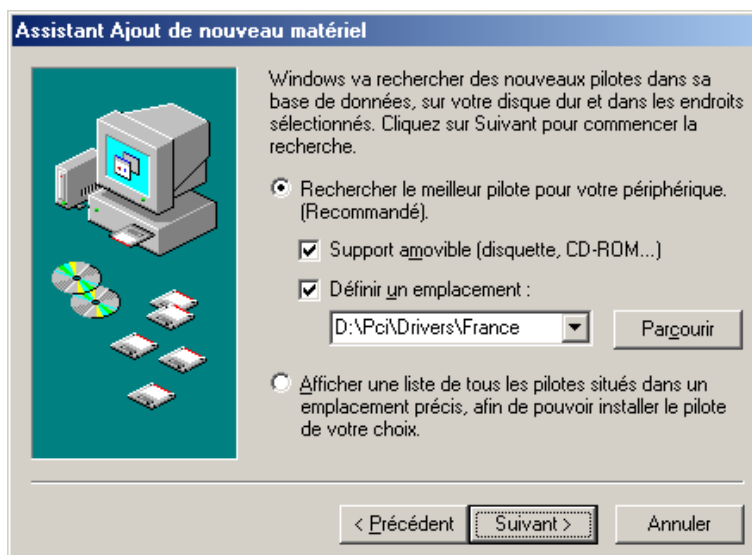 Assistant Ajout de nouveau matériel
Windows va rechercher des nouveaux pilotes dans sa
base de données, sur votre disque dur et dans les endroits
sélectionnés. Cliquez sur Suivant pour commencer la
recherche.
Rechercher le meilleur pilote pour votre périphérique.
(Recommandé).
Support amovible (disquette, CD-ROM...)
Définir un emplacement :
D:\Pci\Drivers\France
Parcourir
Afficher une liste de tous les pilotes situés dans un
emplacement précis, afin de pouvoir installer le pilote
de votre choix.
< Précédent
Suivant >
Annuler